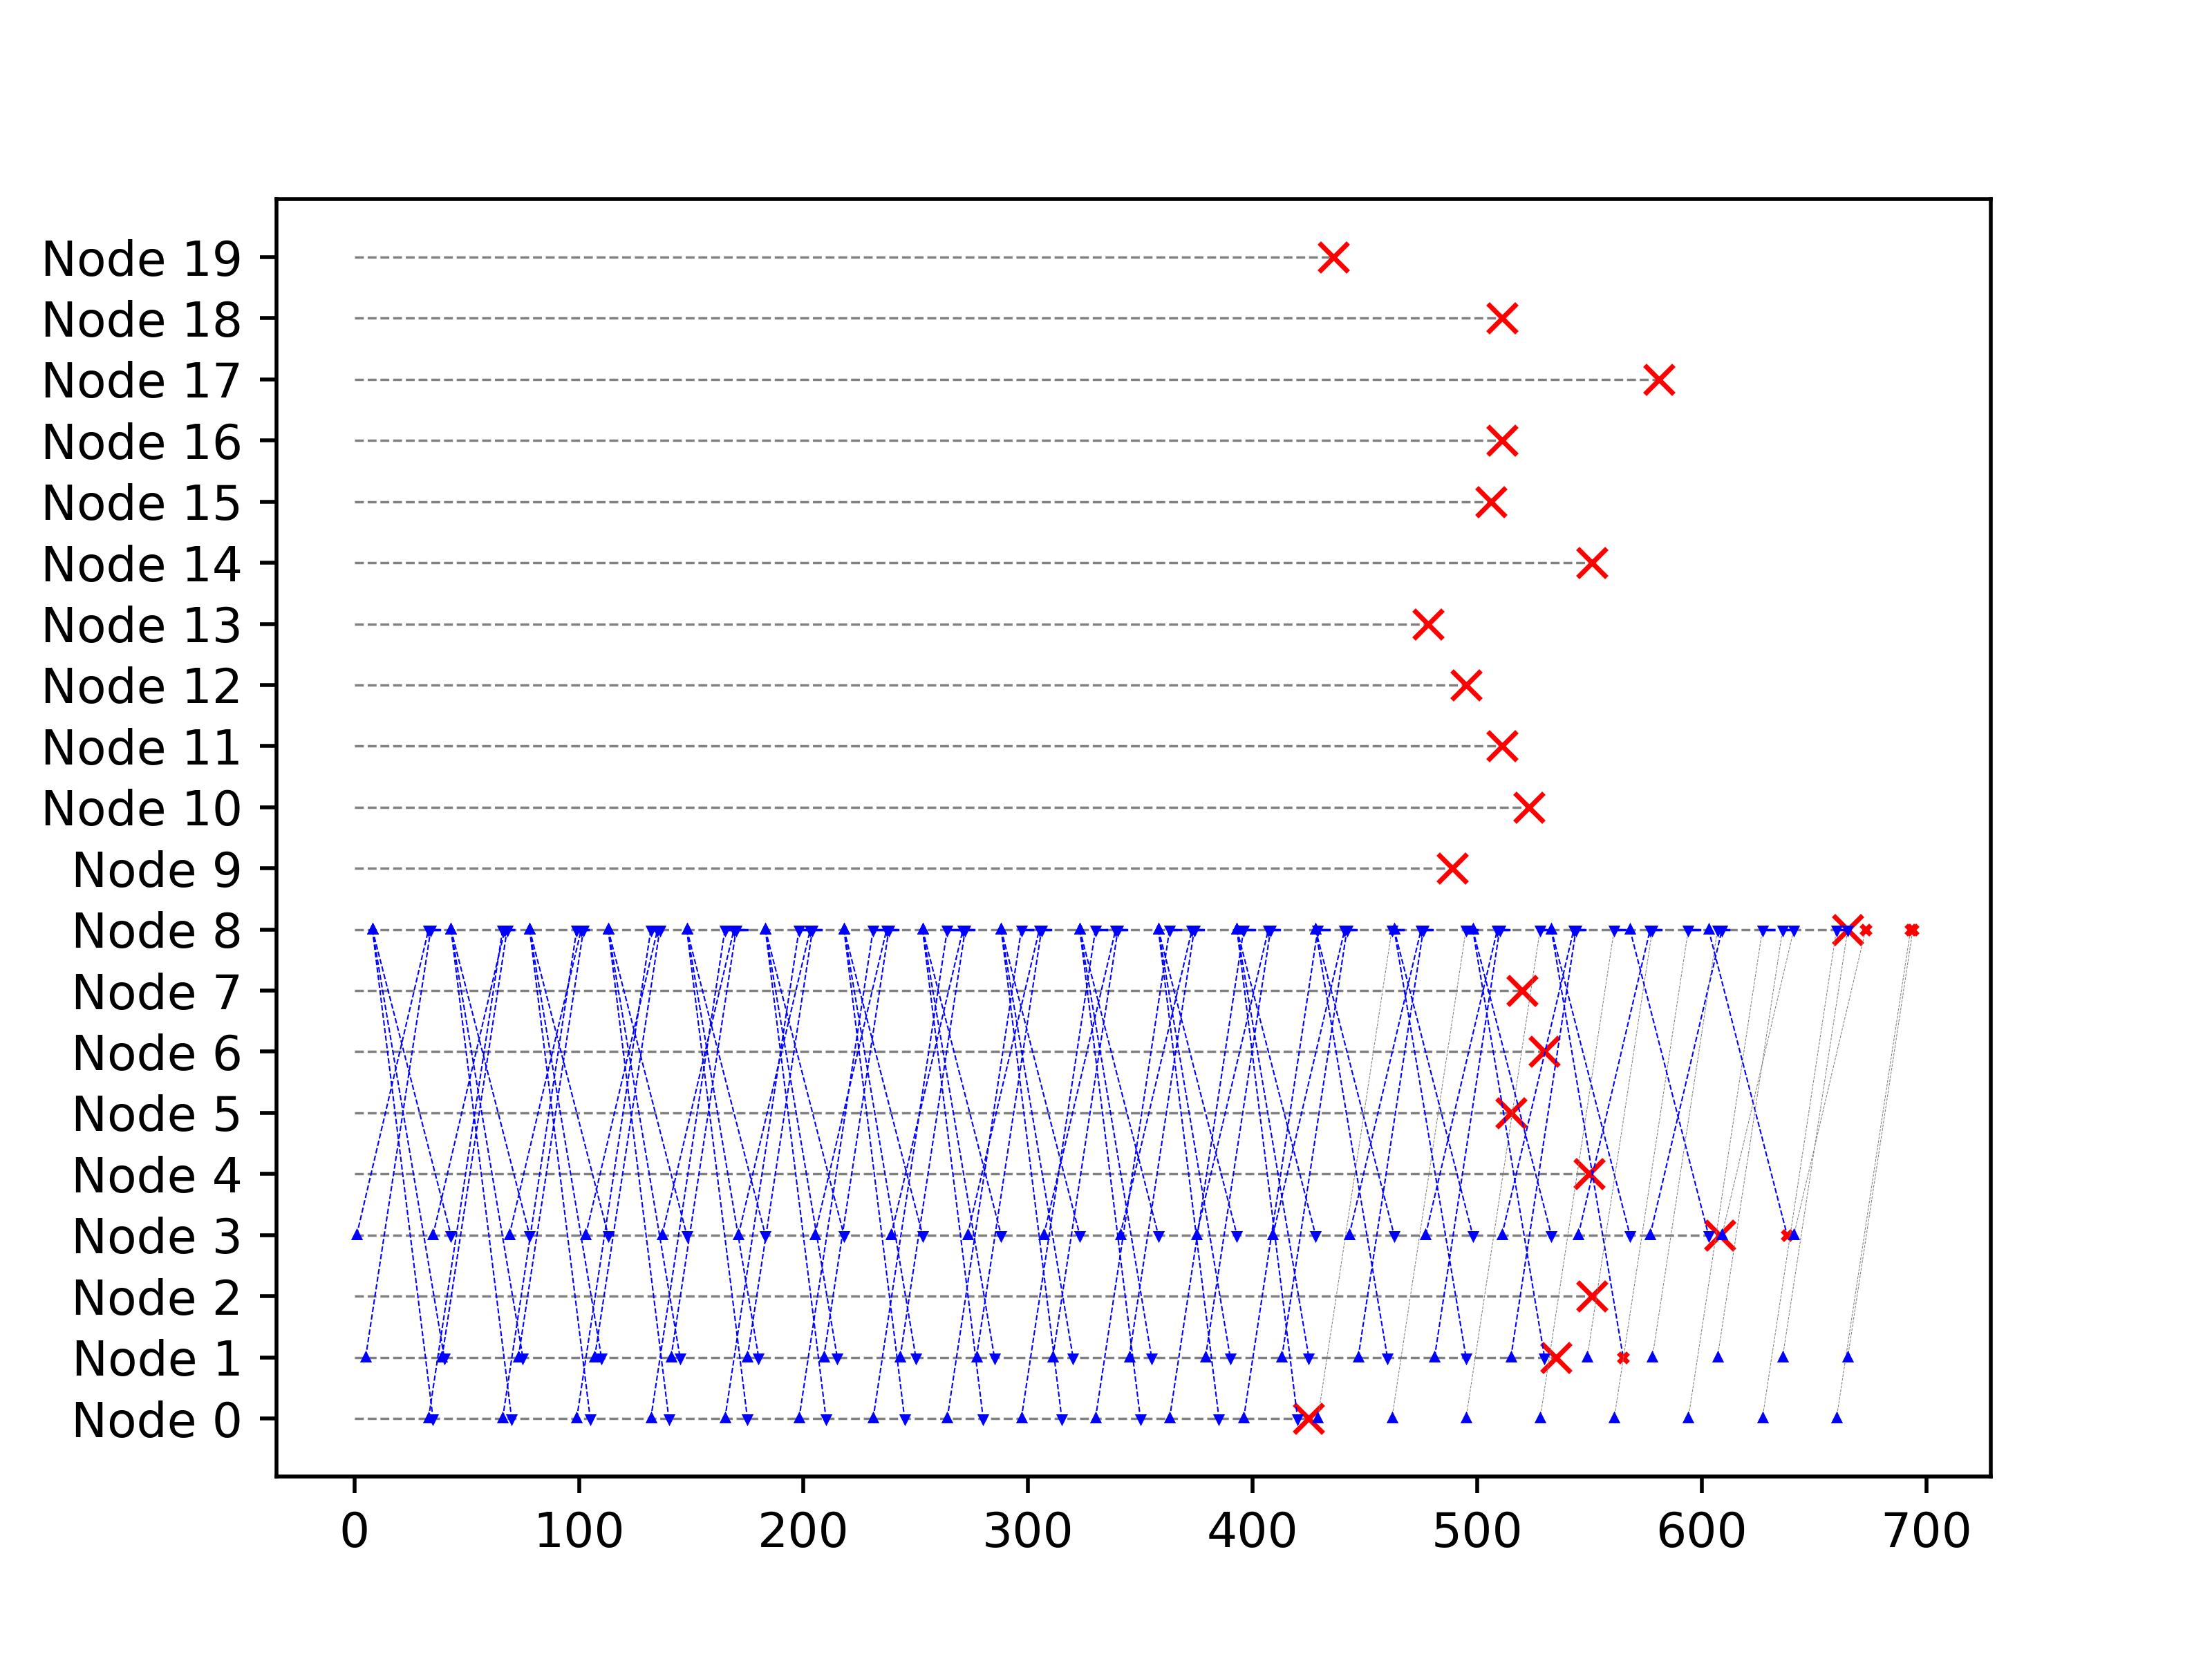 Node 19
Node 18
Node 17
Node 16
Node 15
Node 14
Node 13
Node 12
Node 11
Node 10
Node 9
Node 8
Node 7
Node 6
Node 5
Node 4
Node 3
Node 2
Node 1
Node 0
0 100 200 300 400 500 600 700